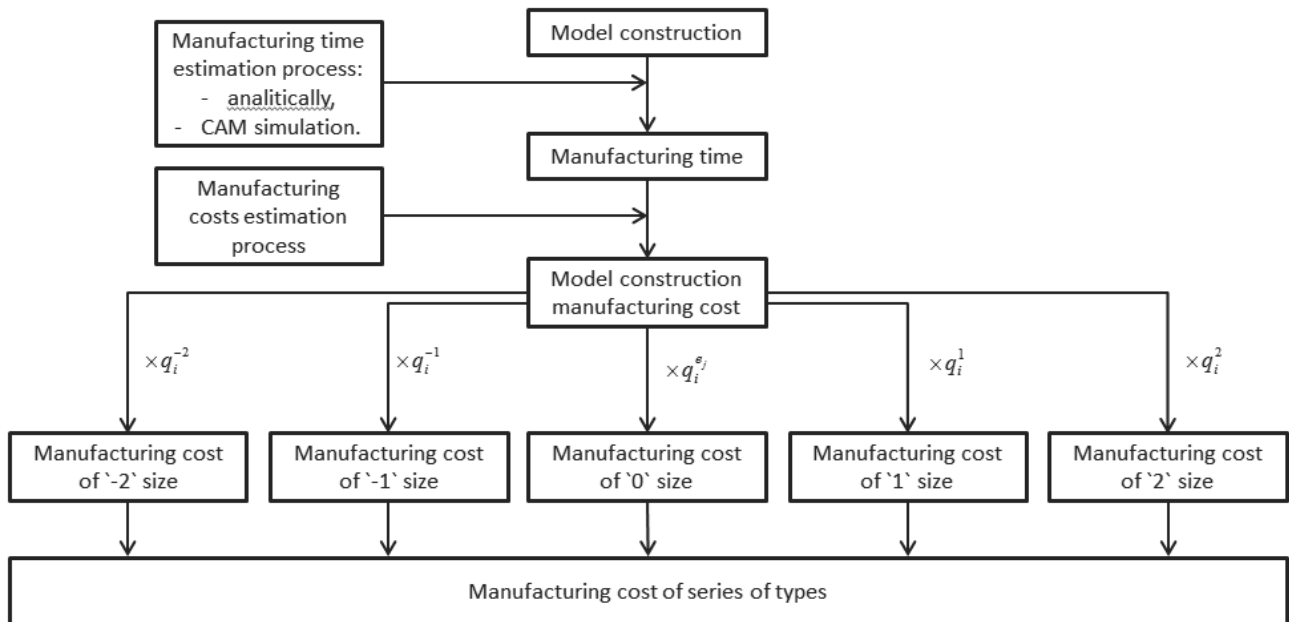 Model construction
Manufacturing time
estimation process:
- analitically,
- CAM simulation.
Manufacturing time
Manufacturing
costs estimation
process
Model construction
manufacturing cost
×q_i^{-2}
×q_i^{-1}
×q_i^{e_j}
×q_i^1
×q_i^2
Manufacturing cost
of `-2` size
Manufacturing cost
of `-1` size
Manufacturing cost
of `0` size
Manufacturing cost
of `1` size
Manufacturing cost
of `2` size
Manufacturing cost of series of types